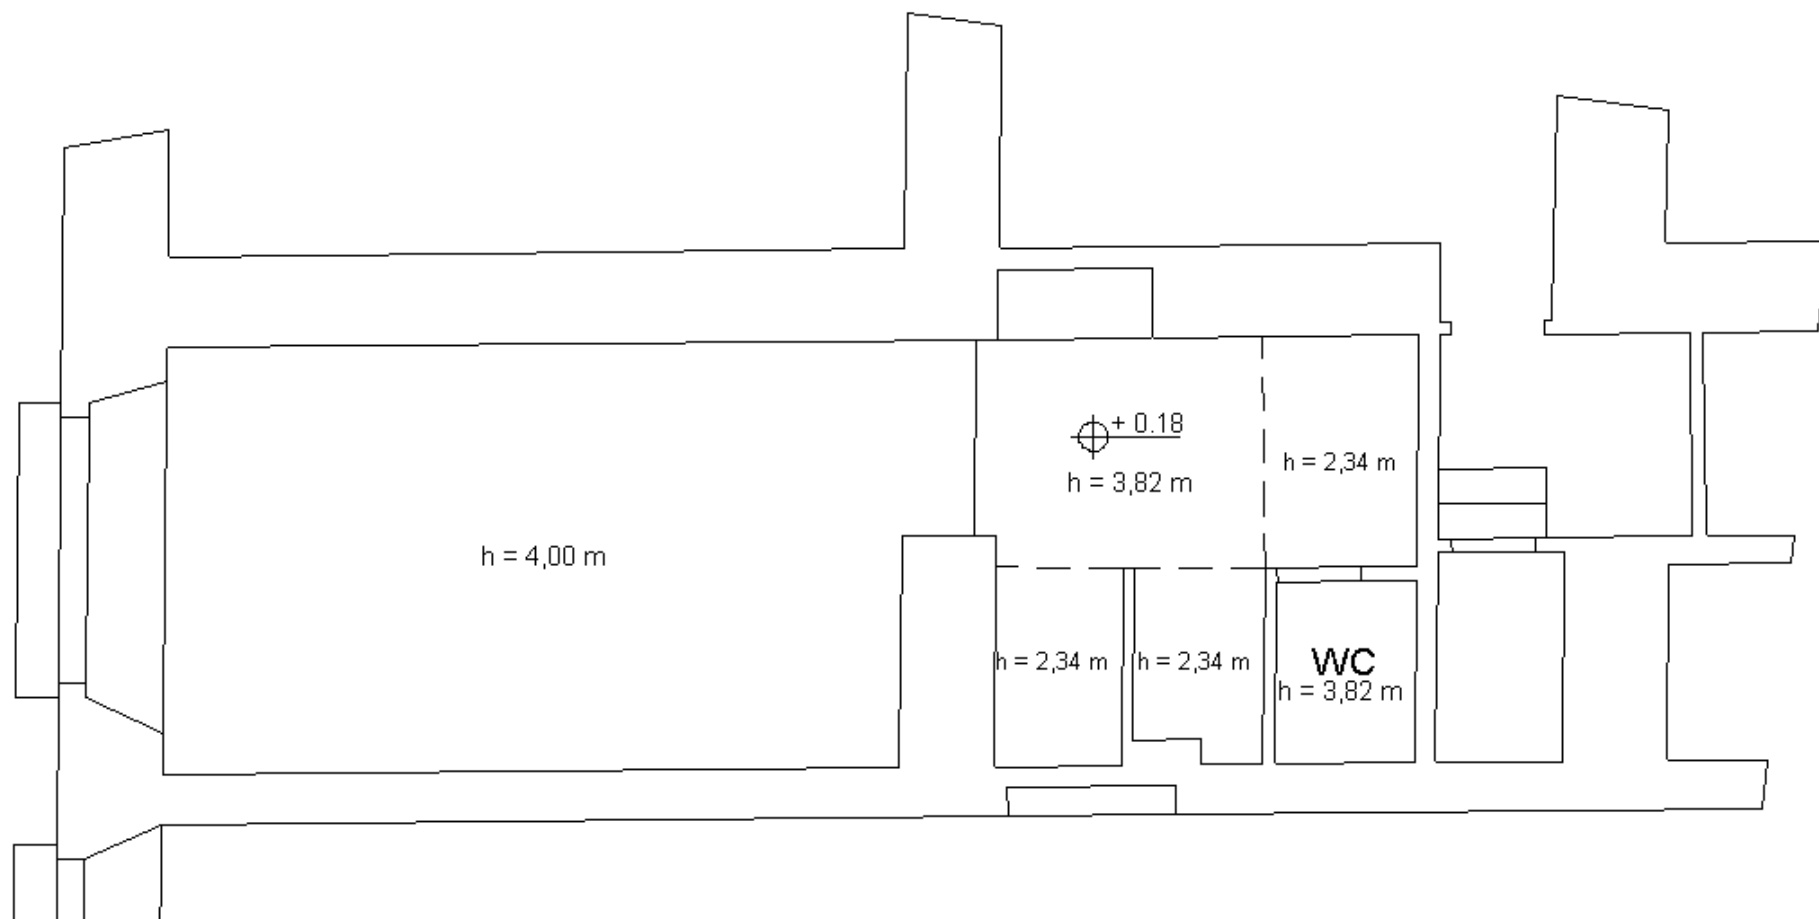 + 0.18
h = 2,34 m
h = 3,82 m
h = 4,00 m
h = 2,34 m
h = 2,34 m
WC
h = 3,82 m